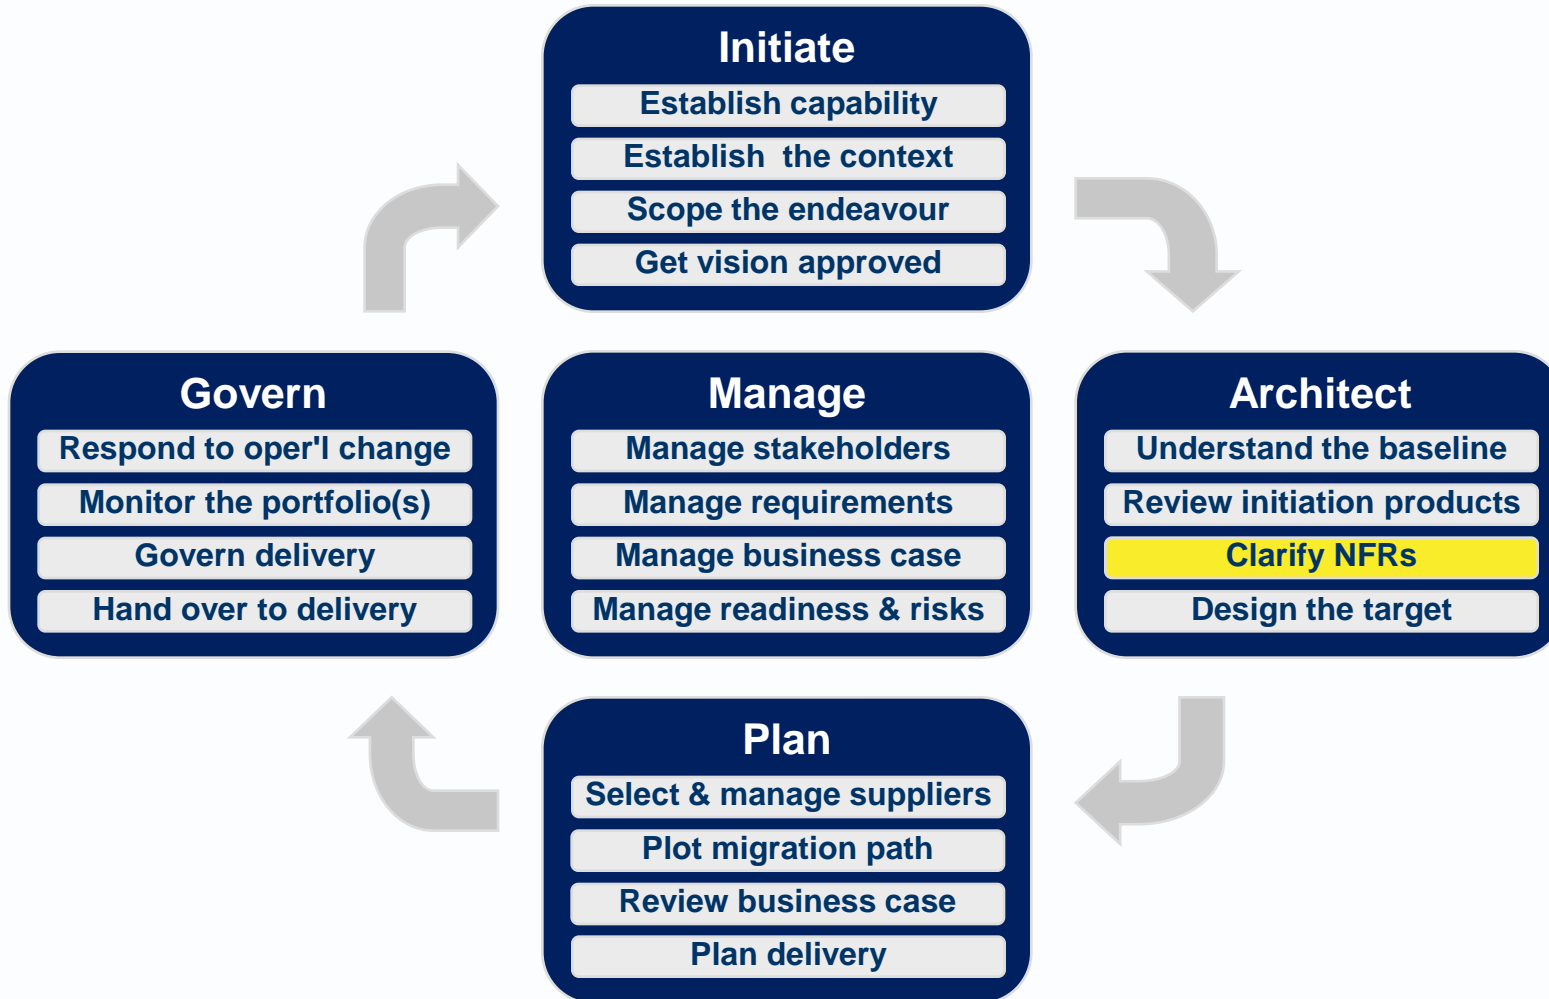 Initiate
Establish capability
Establish  the context
Scope the endeavour
Get vision approved
Govern
Respond to oper'l change
Monitor the portfolio(s)
Govern delivery
Hand over to delivery
Manage
Manage stakeholders
Manage requirements
Manage business case
Manage readiness & risks
Architect
Understand the baseline
Review initiation products
Clarify NFRs
Design the target
Plan
Select & manage suppliers
Plot migration path
Review business case
Plan delivery